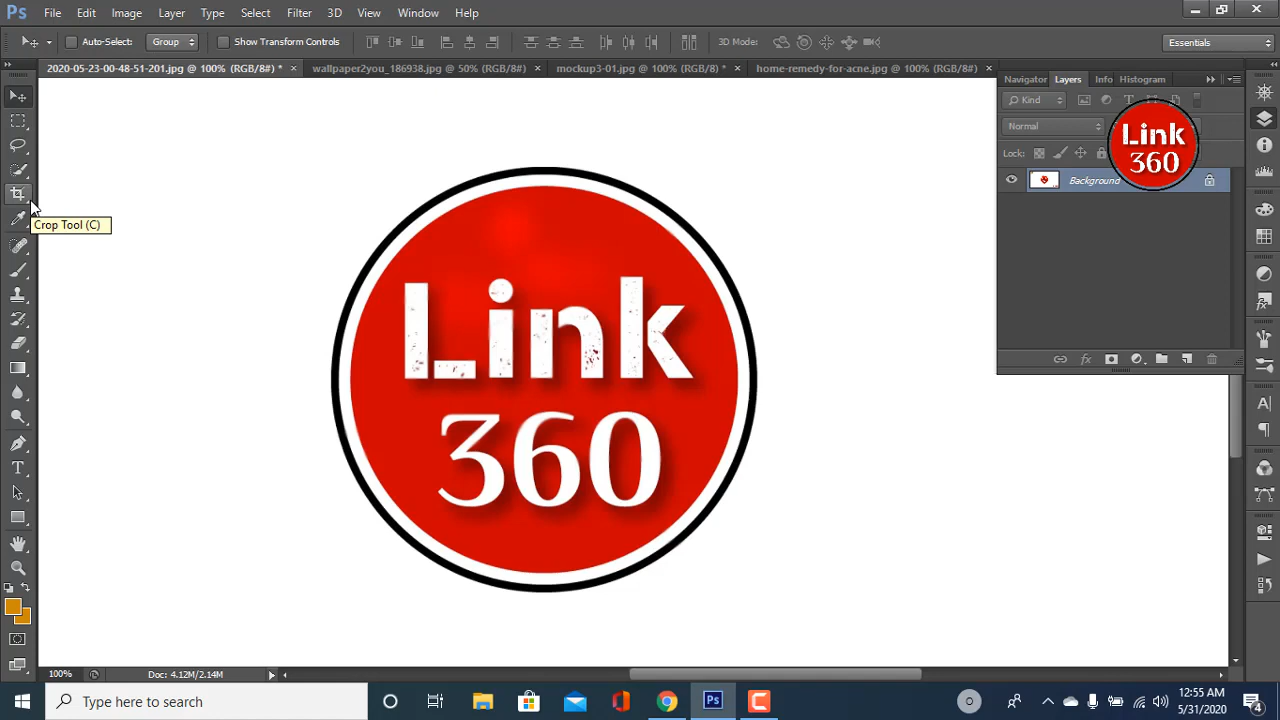 Ps File Edit Image Layer Type Select Filter 3D View Window Help
Auto-Select: Group Show Transform Controls 3D Mode: Essentials
2020-05-23-00-48-51-201.jpg @ 100% (RGB/8#) * × wallpaper2you_186938.jpg @ 50% (RGB/8#) × mockup3-01.jpg @ 100% (RGB/8) * × home-remedy-for-acne.jpg @ 100% (RGB/8#) ×
Navigator Layers Info Histogram
Kind
Normal
Lock:
Background
Link
360
Crop Tool (C)
Link
360
100% Doc: 4.12M/2.14M
Type here to search
12:55 AM
5/31/2020
4